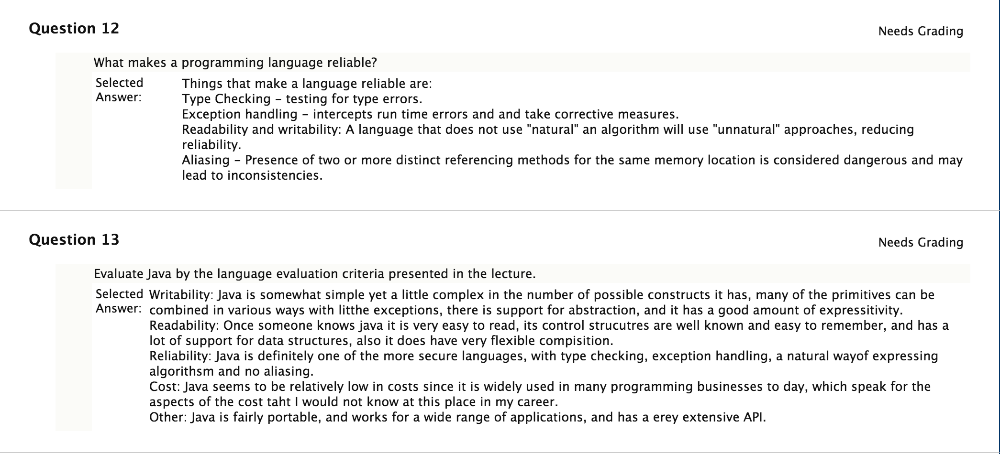 Question 12
Needs Grading
What makes a programming language reliable?
Selected Answer:
Things that make a language reliable are:
Type Checking – testing for type errors.
Exception handling – intercepts run time errors and and take corrective measures.
Readability and writability: A language that does not use "natural" an algorithm will use "unnatural" approaches, reducing
reliability.
Aliasing – Presence of two or more distinct referencing methods for the same memory location is considered dangerous and may
lead to inconsistencies.
Question 13
Needs Grading
Evaluate Java by the language evaluation criteria presented in the lecture.
Selected Answer:
Writability: Java is somewhat simple yet a little complex in the number of possible constructs it has, many of the primitives can be
combined in various ways with litthe exceptions, there is support for abstraction, and it has a good amount of expressitivity.
Readability: Once someone knows java it is very easy to read, its control strucutres are well known and easy to remember, and has a
lot of support for data structures, also it does have very flexible compisition.
Reliability: Java is definitely one of the more secure languages, with type checking, exception handling, a natural wayof expressing
algorithsm and no aliasing.
Cost: Java seems to be relatively low in costs since it is widely used in many programming businesses to day, which speak for the
aspects of the cost taht I would not know at this place in my career.
Other: Java is fairly portable, and works for a wide range of applications, and has a erey extensive API.